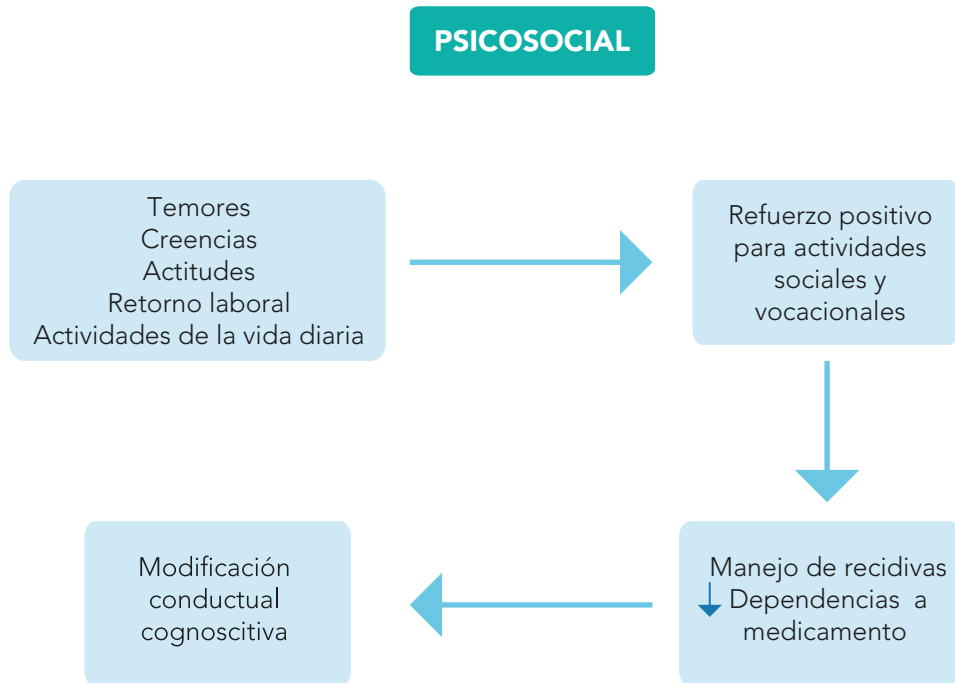 PSICOSOCIAL
Temores
Creencias
Actitudes
Retorno laboral
Actividades de la vida diaria
Refuerzo positivo
para actividades
sociales y
vocacionales
Manejo de recidivas
Dependencias a
medicamento
Modificación
conductual
cognoscitiva